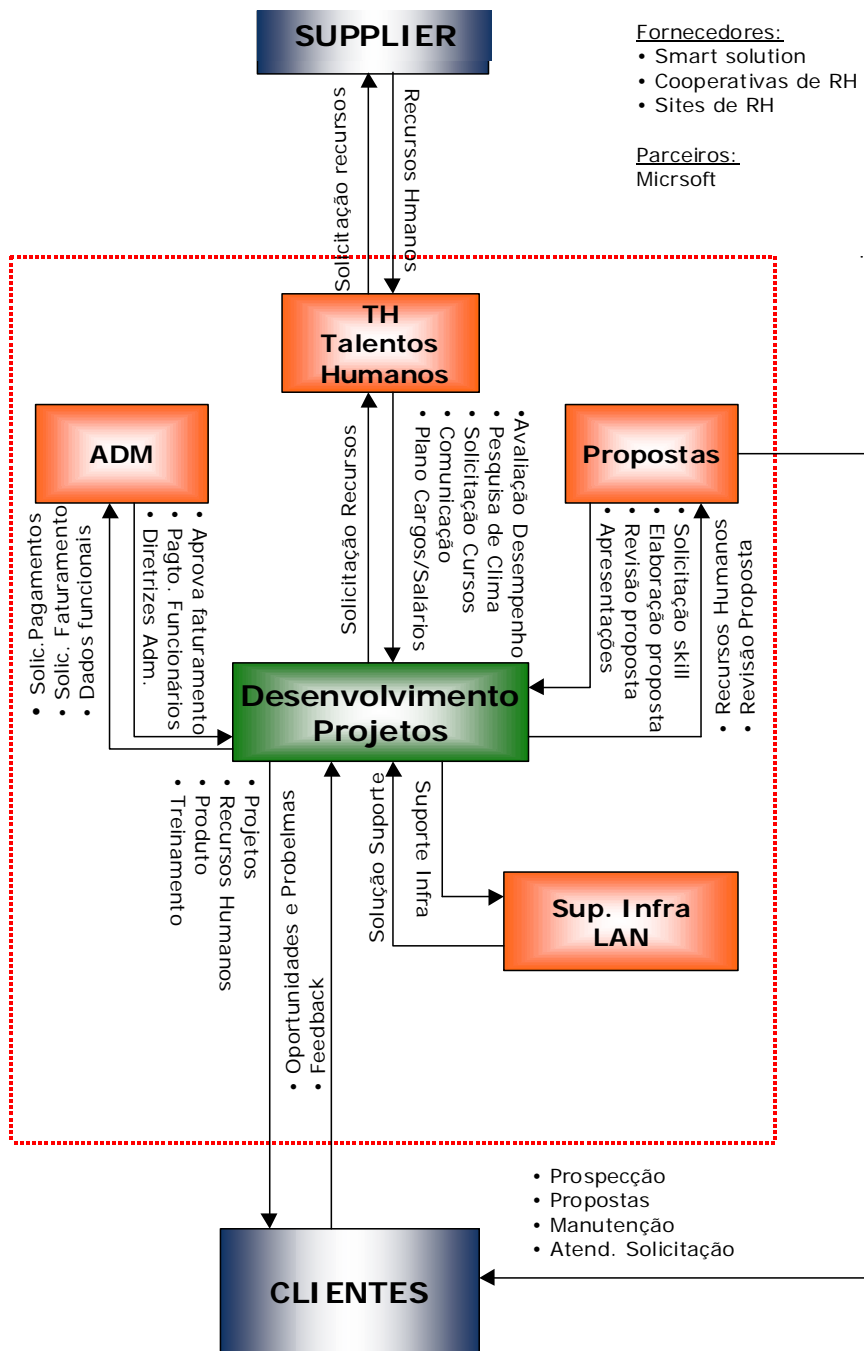 SUPPLIER
Fornecedores:
• Smart solution
• Cooperativas de RH
• Sites de RH
Parceiros:
Micrsoft
Solicitação recursos
Recursos Hmanos
TH
Talentos
Humanos
ADM
Propostas
Solicitação Recursos
• Avaliação Desempenho
• Pesquisa de Clima
• Solicitação Cursos
• Comunicação
• Plano Cargos/Salários
• Aprova faturamento
• Pagto. Funcionários
• Diretrizes Adm.
• Solic.Pagamentos
• Solic. Faturamento
• Dados funcionais
• Solicitação skill
• Elaboração proposta
• Revisão proposta
• Apresentações
• Recursos Humanos
• Revisão Proposta
Desenvolvimento
Projetos
• Projetos
• Recursos Humanos
• Produto
• Treinamento
• Oportunidades e Probelmas
• Feedback
Solução Suporte
Suporte Infra
Sup. Infra
LAN
• Prospecção
• Propostas
• Manutenção
• Atend. Solicitação
CLIENTES